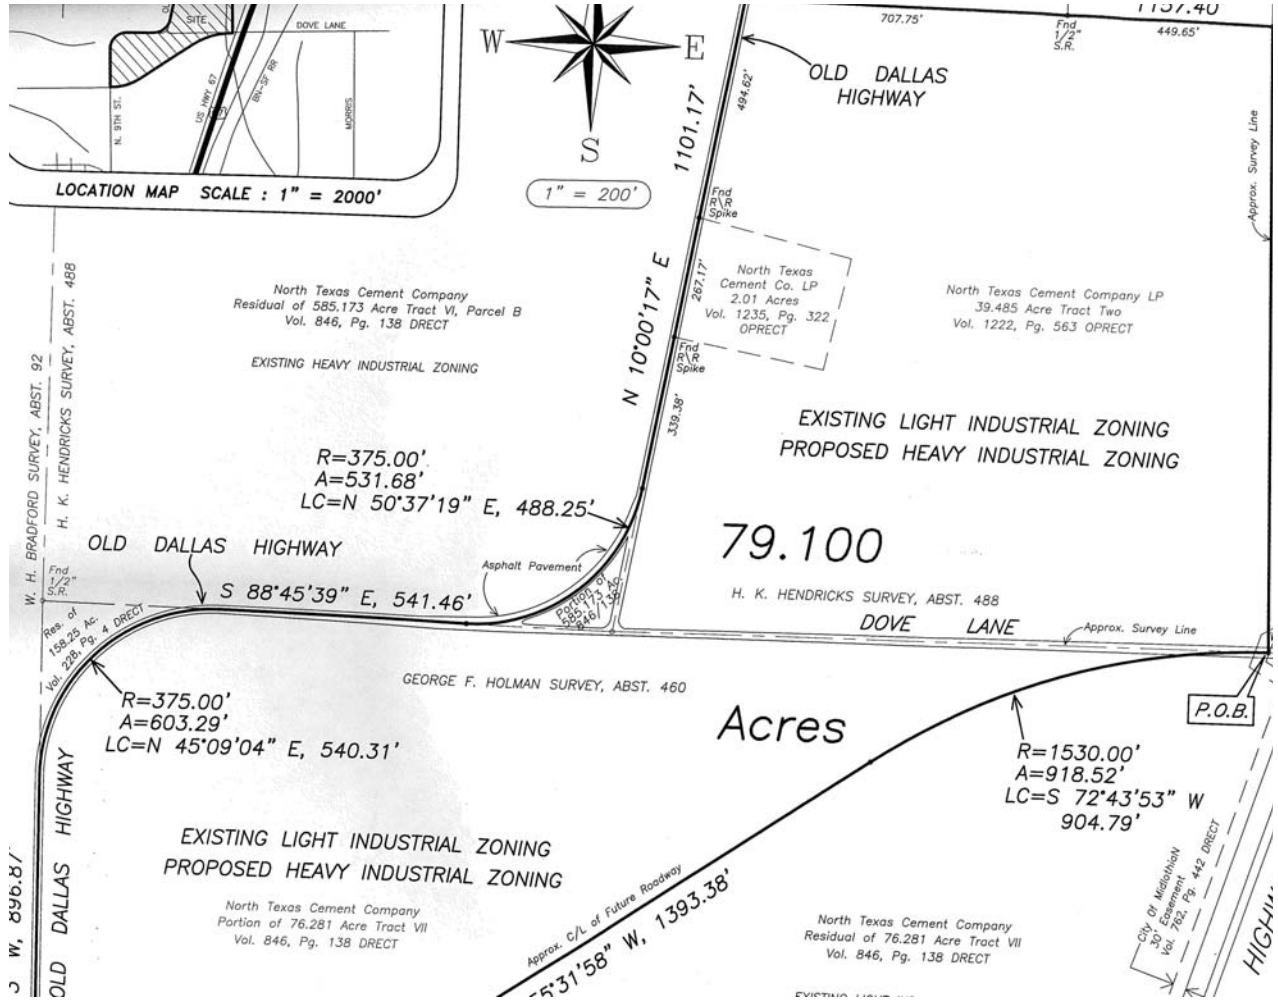 SITE
DOVE LANE
US HWY 67
BN-SF RR
N. 9TH ST.
MORRIS
LOCATION MAP SCALE : 1" = 2000'
W
E
S
1" = 200'
1101.17'
494.62'
OLD DALLAS
HIGHWAY
707.75'
Fnd
1/2"
S.R.
1157.40
449.65'
Approx. Survey Line
Fnd
R\R
Spike
267.17'
North Texas
Cement Co. LP
2.01 Acres
Vol. 1235, Pg. 322
OPRECT
North Texas Cement Company LP
39.485 Acre Tract Two
Vol. 1222, Pg. 563 OPRECT
Fnd
R\R
Spike
N 10°00'17" E
339.38'
North Texas Cement Company
Residual of 585.173 Acre Tract VI, Parcel B
Vol. 846, Pg. 138 DRECT
EXISTING HEAVY INDUSTRIAL ZONING
W. H. BRADFORD SURVEY, ABST. 92
H. K. HENDRICKS SURVEY, ABST. 488
EXISTING LIGHT INDUSTRIAL ZONING
PROPOSED HEAVY INDUSTRIAL ZONING
R=375.00'
A=531.68'
LC=N 50°37'19" E, 488.25'
79.100
OLD DALLAS HIGHWAY
Asphalt Pavement
Fnd
1/2"
S.R.
S 88°45'39" E, 541.46'
Portion of
585.173 Ac.
846/138
H. K. HENDRICKS SURVEY, ABST. 488
DOVE LANE
Approx. Survey Line
Res. of
158.25 Ac.
Vol. 228, Pg. 4 DRECT
GEORGE F. HOLMAN SURVEY, ABST. 460
P.O.B.
R=375.00'
A=603.29'
LC=N 45°09'04" E, 540.31'
Acres
R=1530.00'
A=918.52'
LC=S 72°43'53" W
904.79'
OLD DALLAS HIGHWAY
W, 896.87
EXISTING LIGHT INDUSTRIAL ZONING
PROPOSED HEAVY INDUSTRIAL ZONING
North Texas Cement Company
Portion of 76.281 Acre Tract VII
Vol. 846, Pg. 138 DRECT
Approx. C/L of Future Roadway
5°31'58" W, 1393.38'
North Texas Cement Company
Residual of 76.281 Acre Tract VII
Vol. 846, Pg. 138 DRECT
City Of Midlothian
30' Easement
Vol. 762, Pg. 442 DRECT
HIGHW